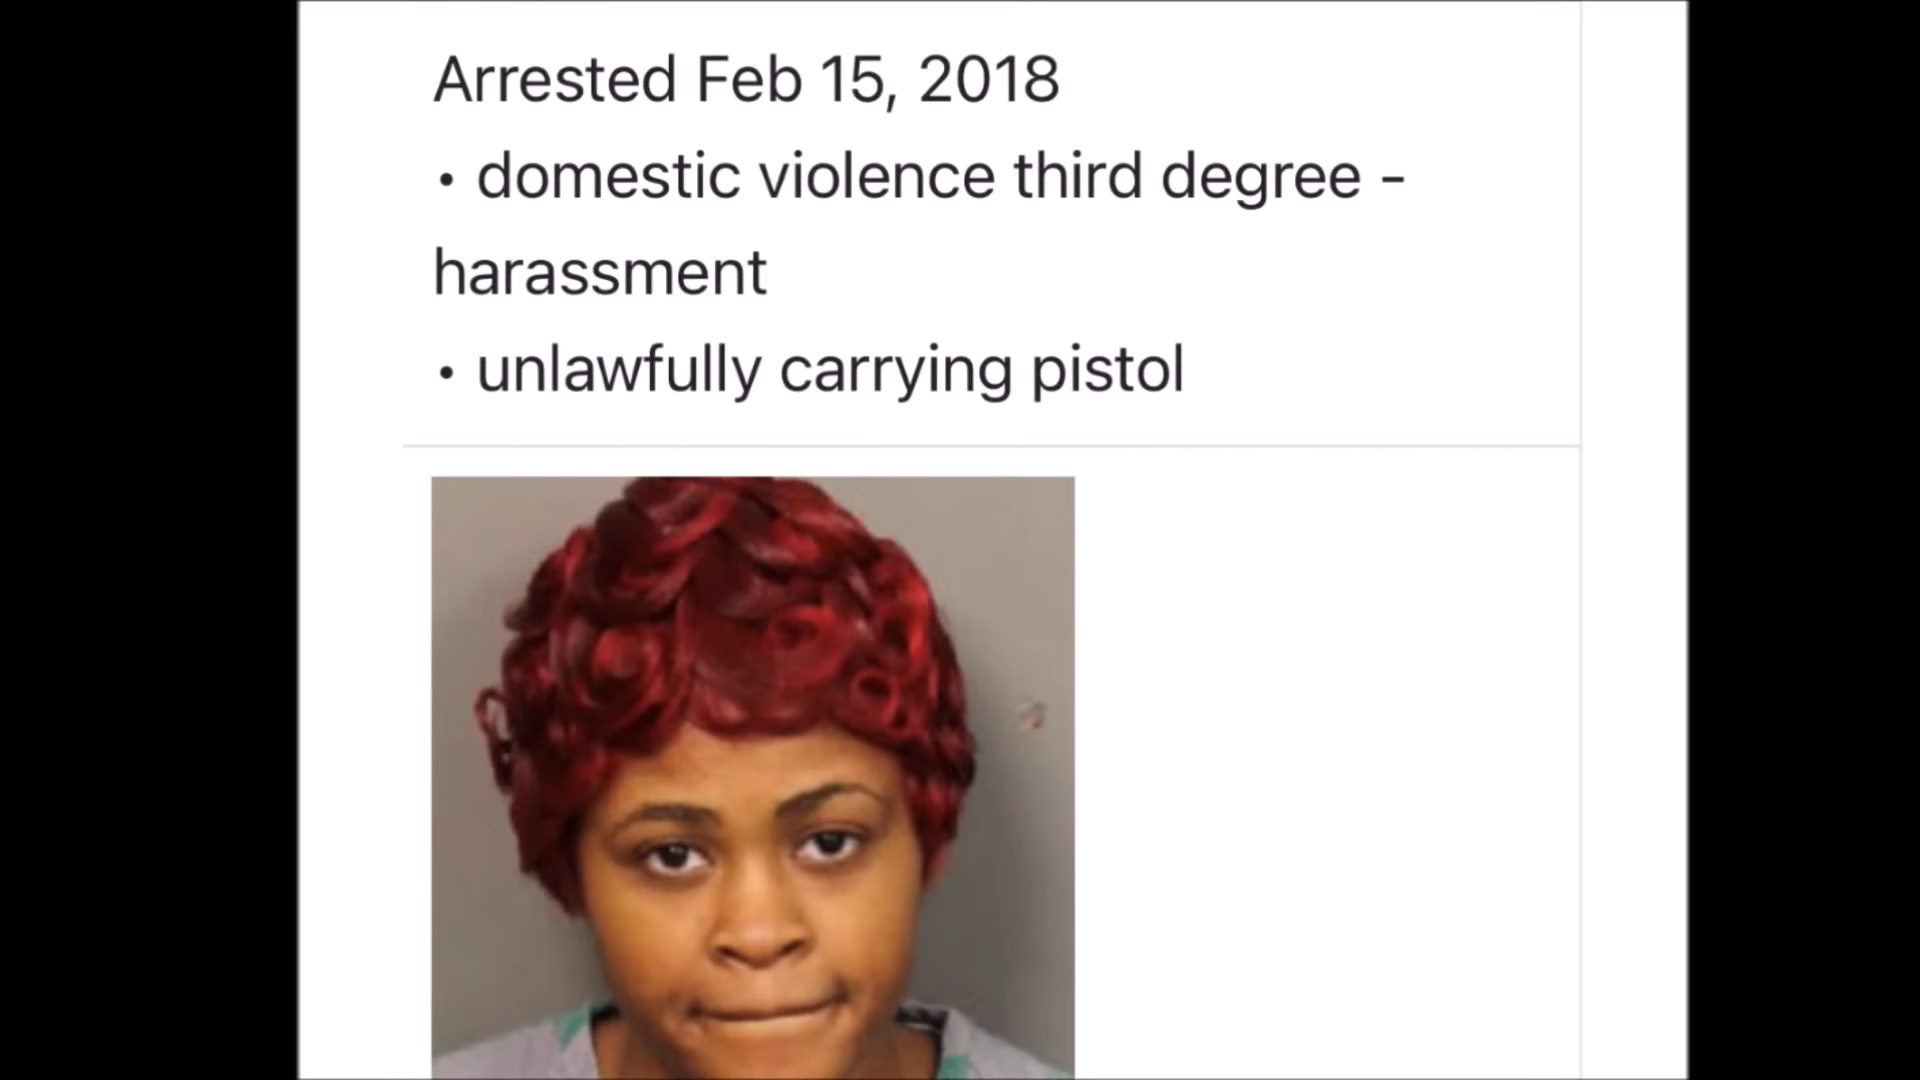 Arrested Feb 15, 2018
• domestic violence third degree -
harassment
• unlawfully carrying pistol